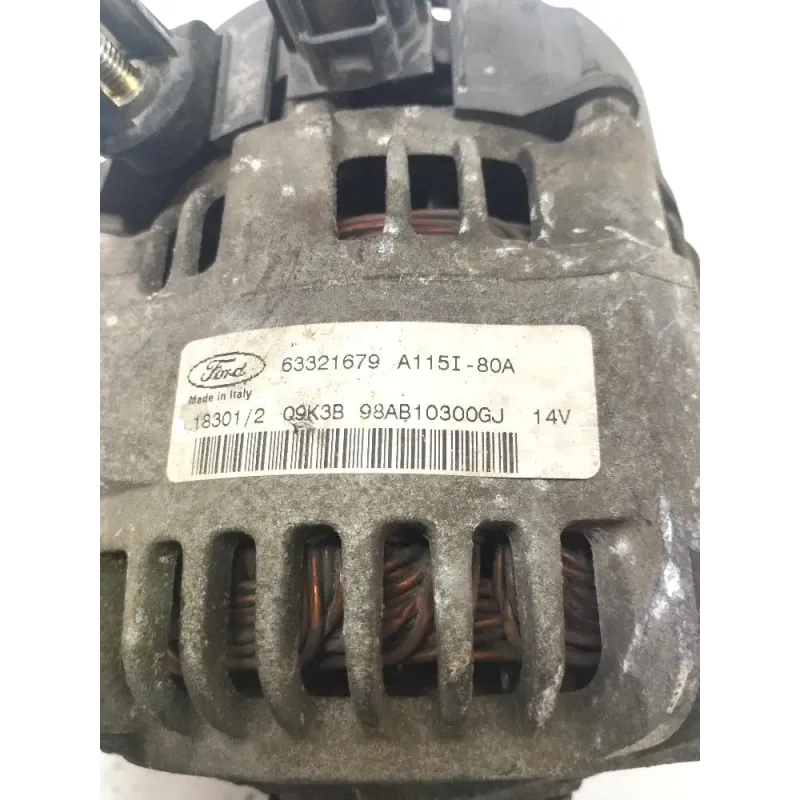 Ford 63321679 A115I-80A
Made in Italy
18301/2 Q9K3B 98AB10300GJ 14V